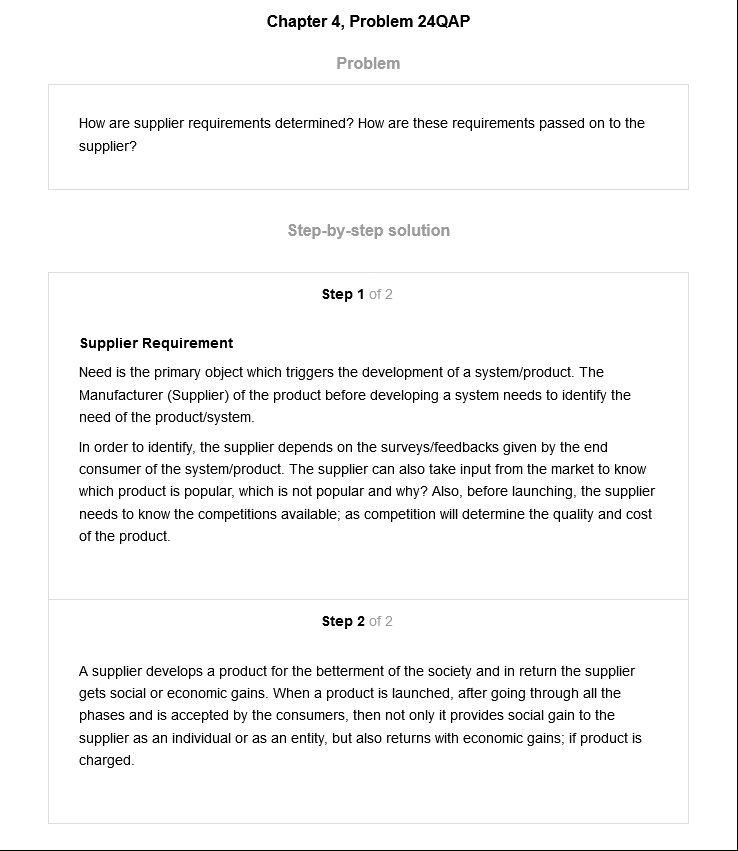 Chapter 4, Problem 24QAP
Problem
How are supplier requirements determined? How are these requirements passed on to the
supplier?
Step-by-step solution
Step 1 of 2
Supplier Requirement
Need is the primary object which triggers the development of a system/product. The
Manufacturer (Supplier) of the product before developing a system needs to identify the
need of the product/system.
In order to identify, the supplier depends on the surveys/feedbacks given by the end
consumer of the system/product. The supplier can also take input from the market to know
which product is popular, which is not popular and why? Also, before launching, the supplier
needs to know the competitions available; as competition will determine the quality and cost
of the product.
Step 2 of 2
A supplier develops a product for the betterment of the society and in return the supplier
gets social or economic gains. When a product is launched, after going through all the
phases and is accepted by the consumers, then not only it provides social gain to the
supplier as an individual or as an entity, but also returns with economic gains; if product is
charged.